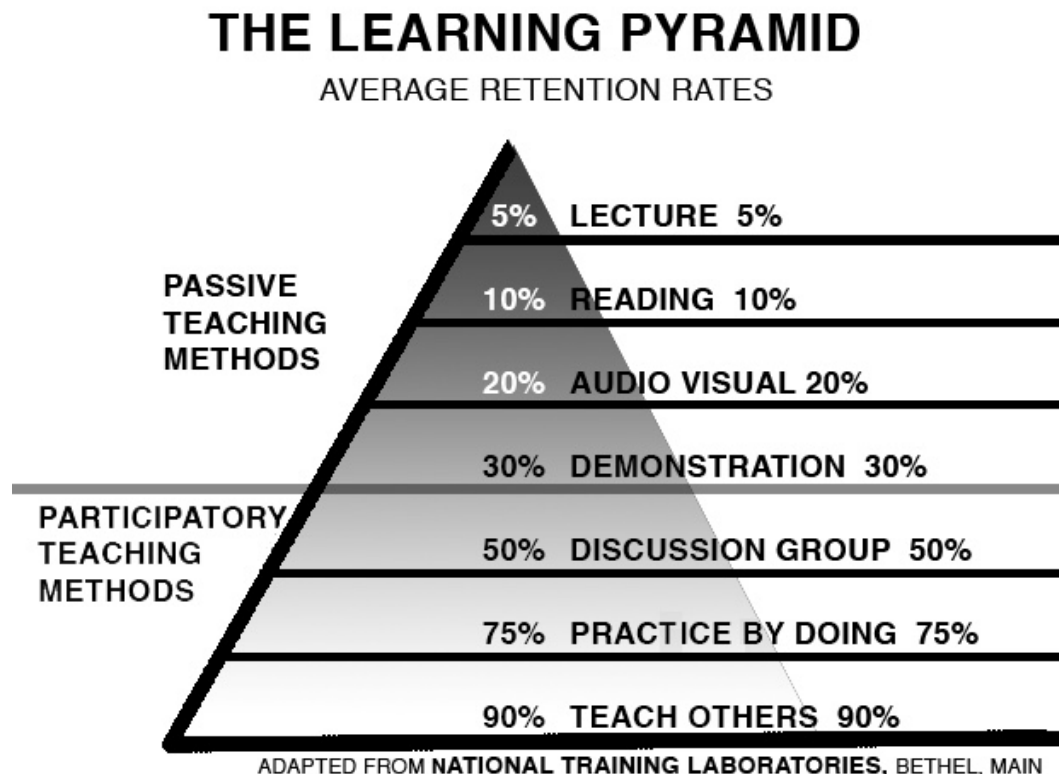 THE LEARNING PYRAMID
AVERAGE RETENTION RATES
5% LECTURE 5%
PASSIVE
TEACHING
METHODS
10% READING 10%
20% AUDIO VISUAL 20%
30% DEMONSTRATION 30%
PARTICIPATORY
TEACHING
METHODS
50% DISCUSSION GROUP 50%
75% PRACTICE BY DOING 75%
90% TEACH OTHERS 90%
ADAPTED FROM NATIONAL TRAINING LABORATORIES. BETHEL. MAIN